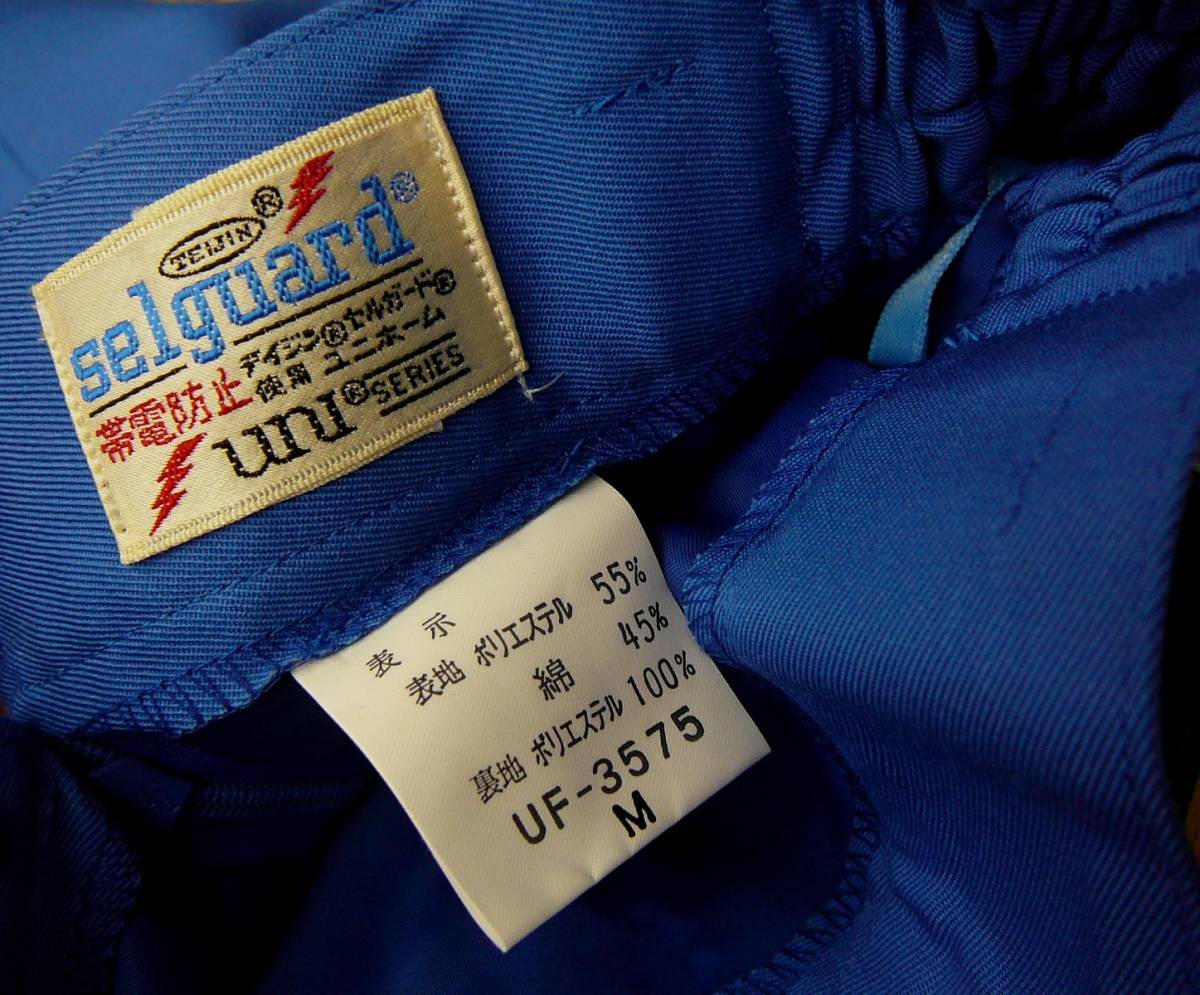 TEIJIN®
selguard®
テイジン®セルガード®
帯電防止 使用 ユニホーム
uni® SERIES
表 示
表地 ポリエステル 55%
綿 45%
裏地 ポリエステル 100%
UF-3575
M